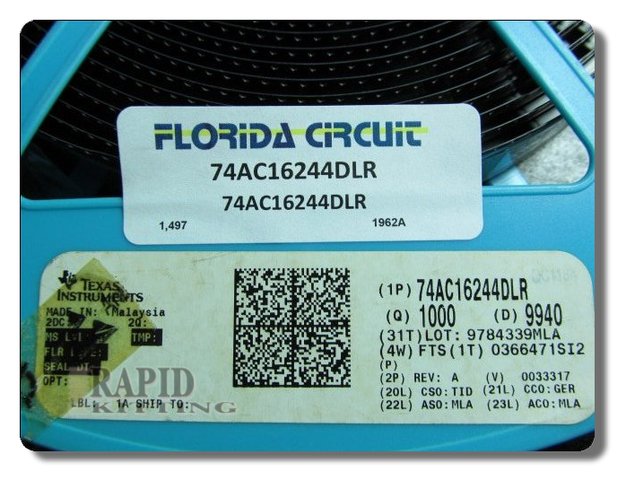 FLORIDA CIRCUIT
74AC16244DLR
74AC16244DLR
1,497 1962A
TEXAS
INSTRUMENTS
MADE IN: Malaysia
2DC: 2Q:
MS L TMP:
FLR
SEAL DT:
OPT:
LBL: 1A SHIP TO:
(1P) 74AC16244DLR
(Q) 1000 (D) 9940
(31T)LOT: 9784339MLA
(4W) FTS(1T) 0366471SI2
(P)
(2P) REV: A (V) 0033317
(20L) CSO:TID (21L) CCO:GER
(22L) ASO:MLA (23L) ACO:MLA
RAPID
KITTING